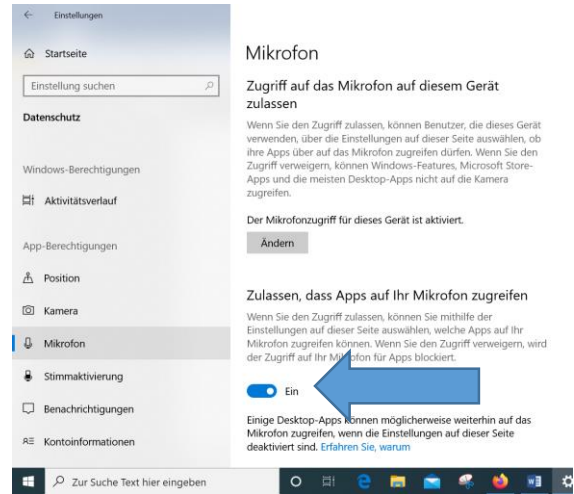 Einstellungen
Startseite
Einstellung suchen
Datenschutz
Windows-Berechtigungen
Aktivitätsverlauf
App-Berechtigungen
Position
Kamera
Mikrofon
Stimmaktivierung
Benachrichtigungen
Kontoinformationen
Mikrofon
Zugriff auf das Mikrofon auf diesem Gerät
zulassen
Wenn Sie den Zugriff zulassen, können Benutzer, die dieses Gerät
verwenden, über die Einstellungen auf dieser Seite auswählen, ob
ihre Apps über auf das Mikrofon zugreifen dürfen. Wenn Sie den
Zugriff verweigern, können Windows-Features, Microsoft Store-
Apps und die meisten Desktop-Apps nicht auf die Kamera
zugreifen.
Der Mikrofonzugriff für dieses Gerät ist aktiviert.
Ändern
Zulassen, dass Apps auf Ihr Mikrofon zugreifen
Wenn Sie den Zugriff zulassen, können Sie mithilfe der
Einstellungen auf dieser Seite auswählen, welche Apps auf Ihr
Mikrofon zugreifen können. Wenn Sie den Zugriff verweigern, wird
der Zugriff auf Ihr Mikrofon für Apps blockiert.
Ein
Einige Desktop-Apps können möglicherweise weiterhin auf das
Mikrofon zugreifen, wenn die Einstellungen auf dieser Seite
deaktiviert sind. Erfahren Sie, warum
Zur Suche Text hier eingeben